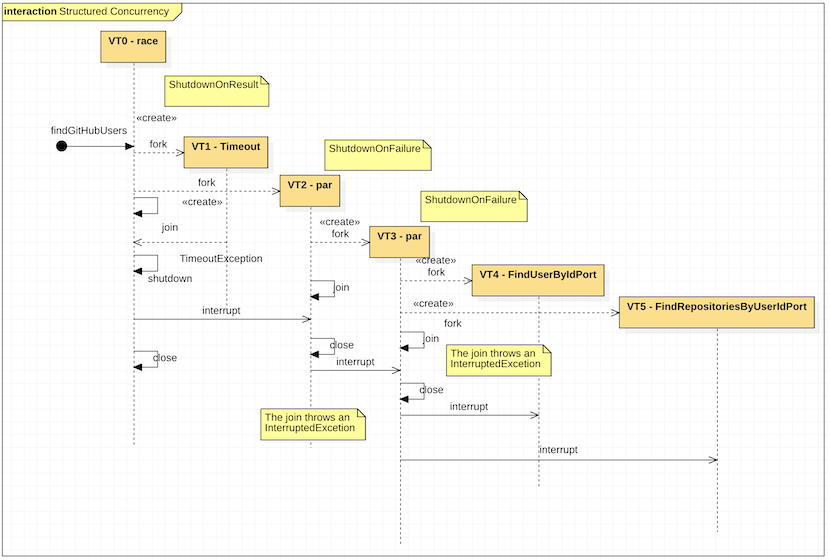 interaction Structured Concurrency
VT0 - race
ShutdownOnResult
«create»
findGitHubUsers
fork
VT1 - Timeout
ShutdownOnFailure
fork
VT2 - par
«create»
ShutdownOnFailure
join
«create»
fork
VT3 - par
TimeoutException
shutdown
«create»
fork
VT4 - FindUserByIdPort
join
«create»
VT5 - FindRepositoriesByUserIdPort
interrupt
fork
join
close
close
The join throws an
InterruptedExcetion
interrupt
close
interrupt
The join throws an
InterruptedExcetion
interrupt